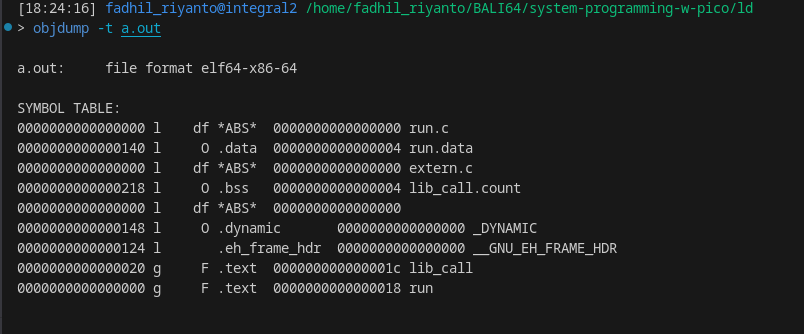 [18:24:16] fadhil_riyanto@integral2 /home/fadhil_riyanto/BALI64/system-programming-w-pico/ld
> objdump -t a.out
a.out:     file format elf64-x86-64
SYMBOL TABLE:
0000000000000000 l    df *ABS*  0000000000000000 run.c
0000000000000140 l     O .data  0000000000000004 run.data
0000000000000000 l    df *ABS*  0000000000000000 extern.c
0000000000000218 l     O .bss   0000000000000004 lib_call.count
0000000000000000 l    df *ABS*  0000000000000000
0000000000000148 l     O .dynamic       0000000000000000 _DYNAMIC
0000000000000124 l       .eh_frame_hdr  0000000000000000 __GNU_EH_FRAME_HDR
0000000000000020 g     F .text  000000000000001c lib_call
0000000000000000 g     F .text  0000000000000018 run